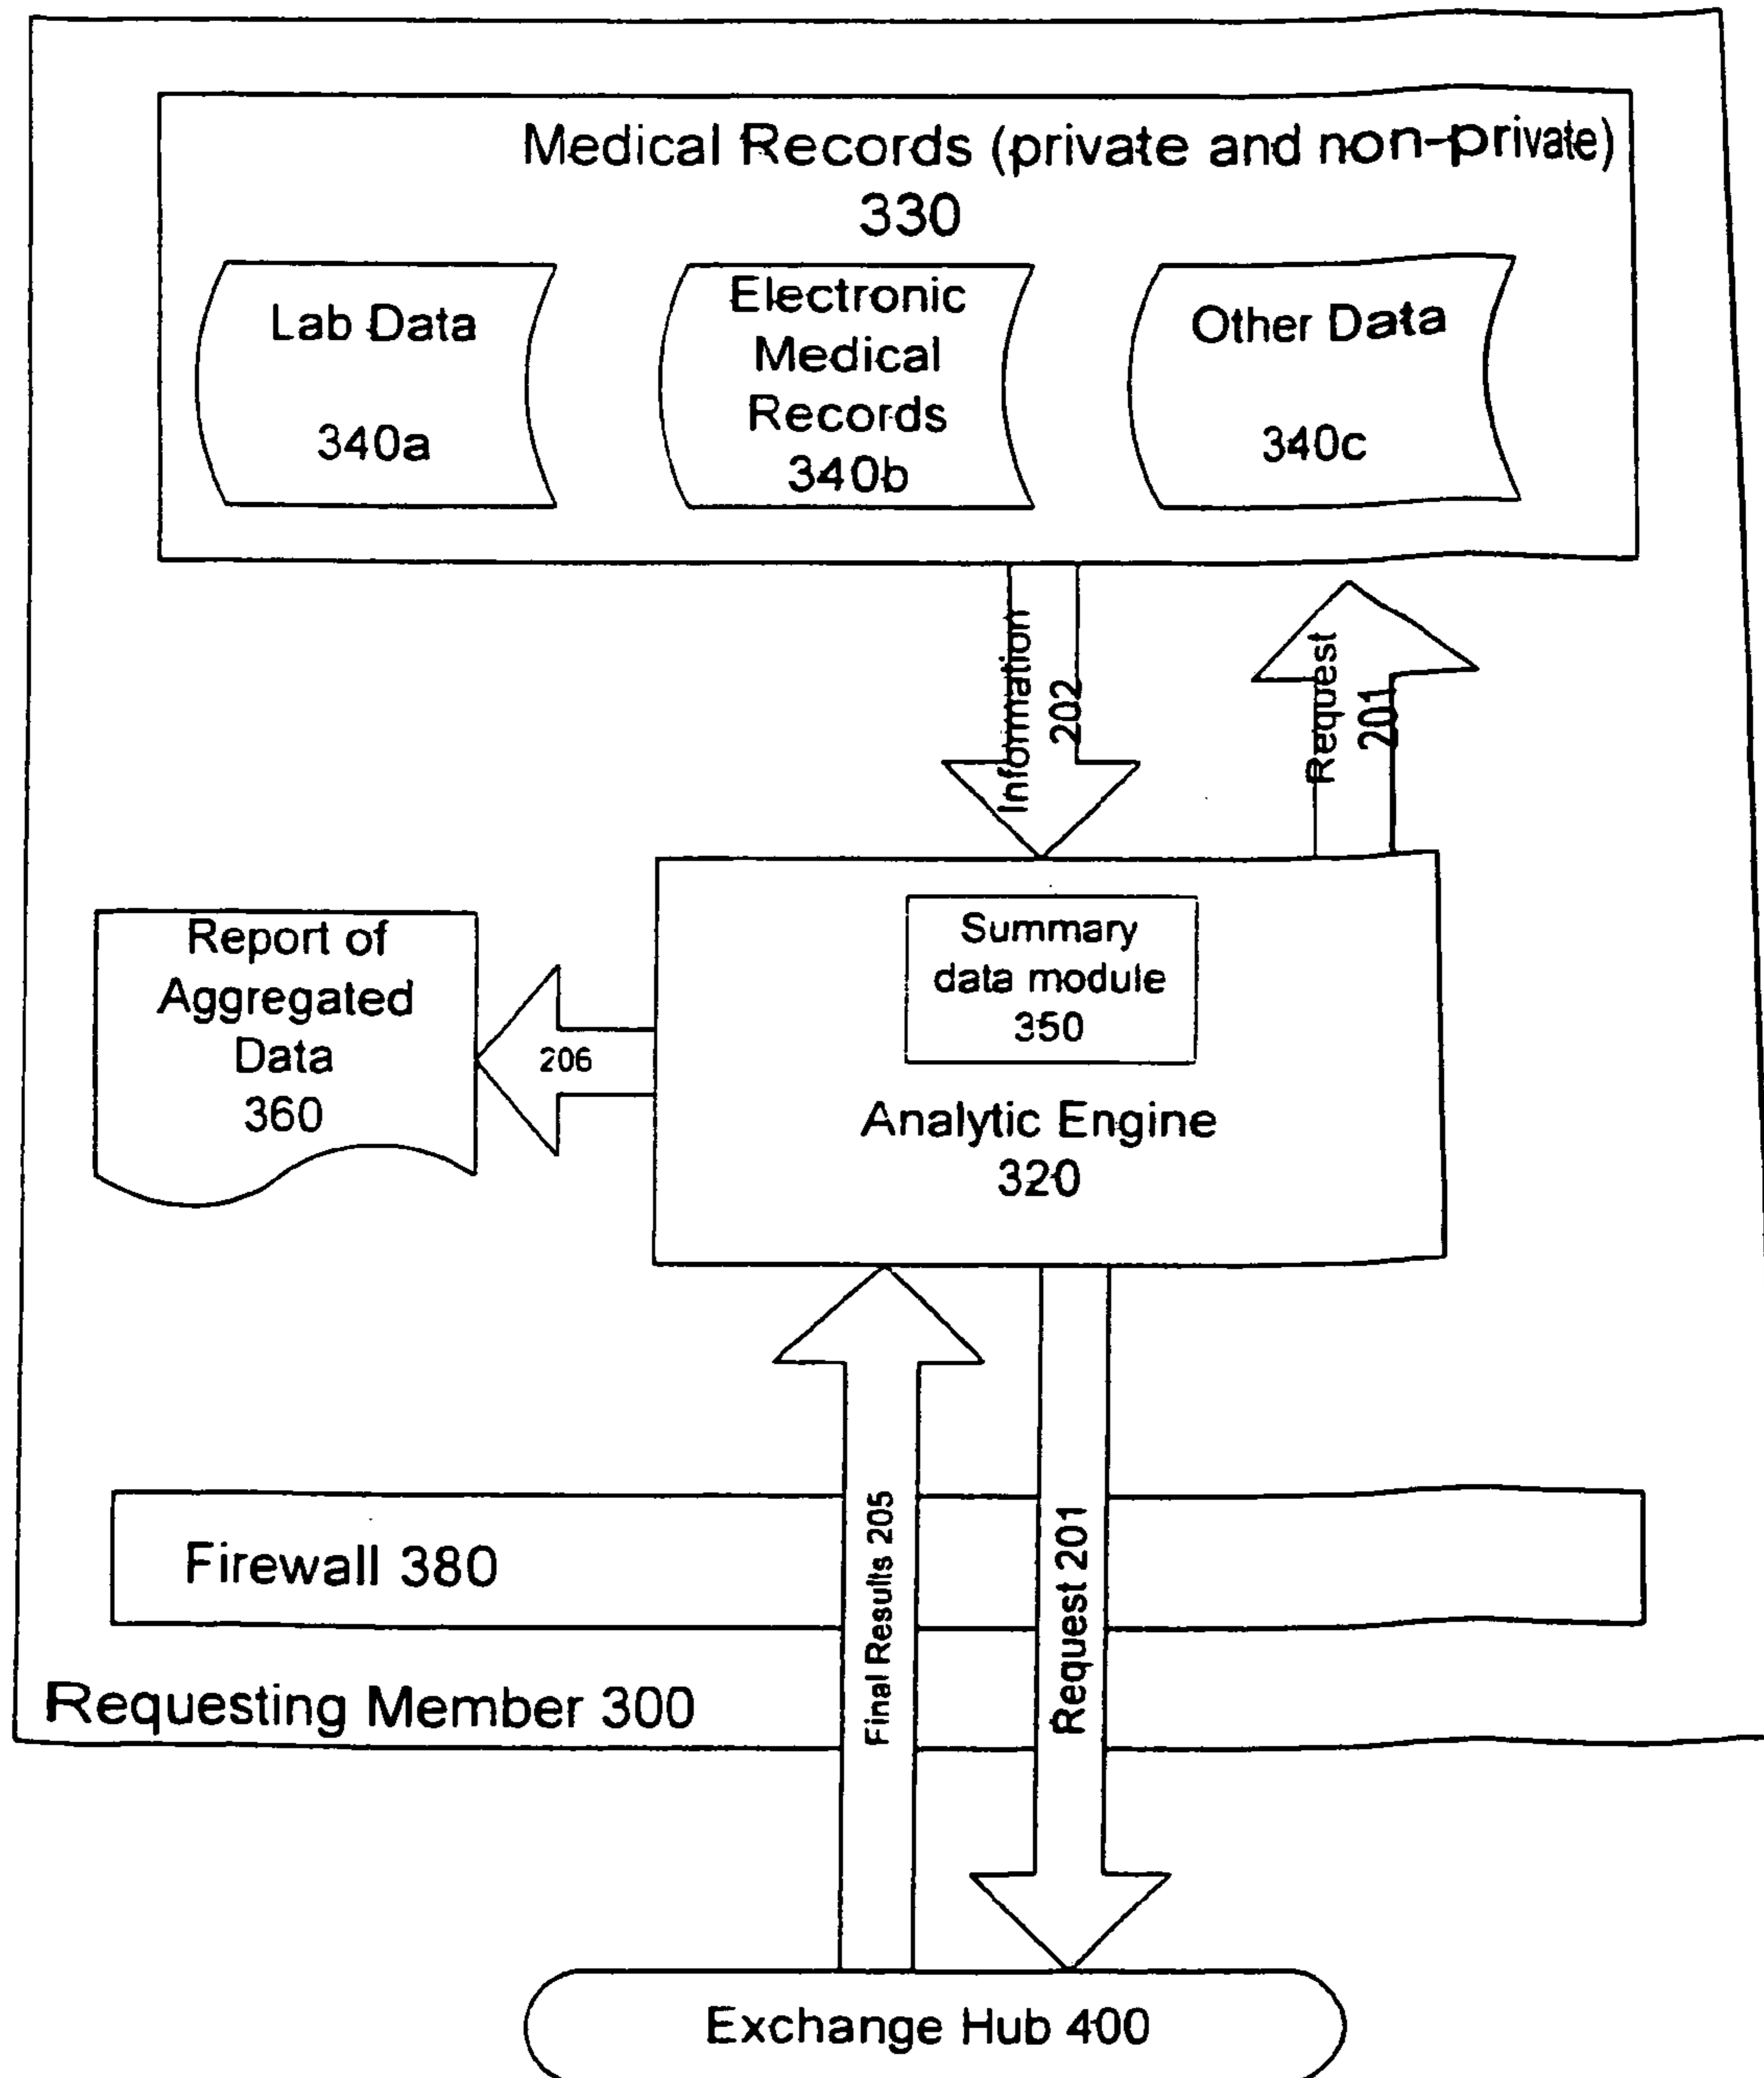 Medical Records (private and non-private)
330
Lab Data
340a
Electronic
Medical
Records
340b
Other Data
340c
Information
202
Request
201
Report of
Aggregated
Data
360
206
Summary
data module
350
Analytic Engine
320
Final Results 205
Request 201
Firewall 380
Requesting Member 300
Exchange Hub 400